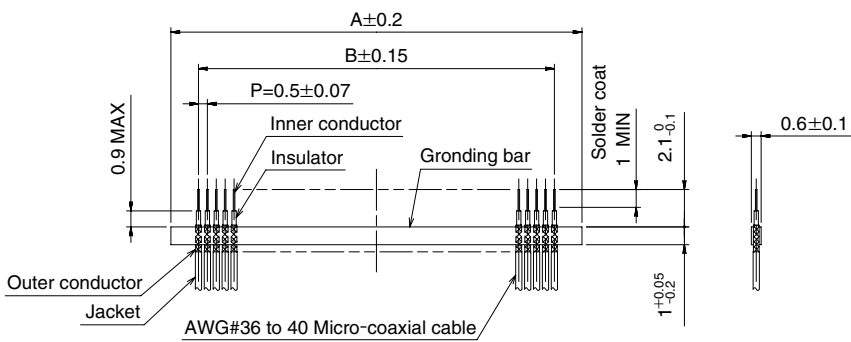 A±0.2
B±0.15
P=0.5±0.07
0.9 MAX
Inner conductor
Insulator
Gronding bar
Solder coat
1 MIN
2.1 0 -0.1
0.6±0.1
Outer conductor
Jacket
AWG#36 to 40 Micro-coaxial cable
1 +0.05 -0.2